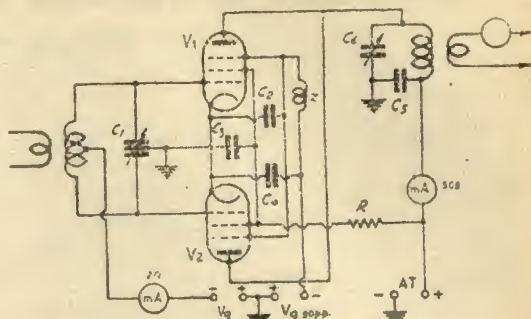 V1
C6
C5
C2
C3
C1
C4
Z
V2
R
mA
mA
Vg
Vg sopp.
AT
- + + -
- +